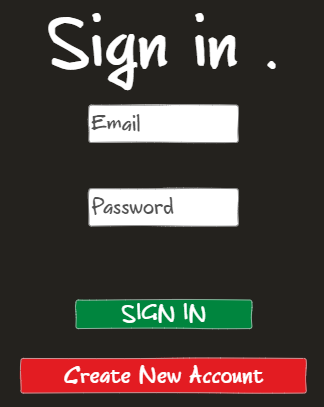 Sign in .
Email
Password
SIGN IN
Create New Account